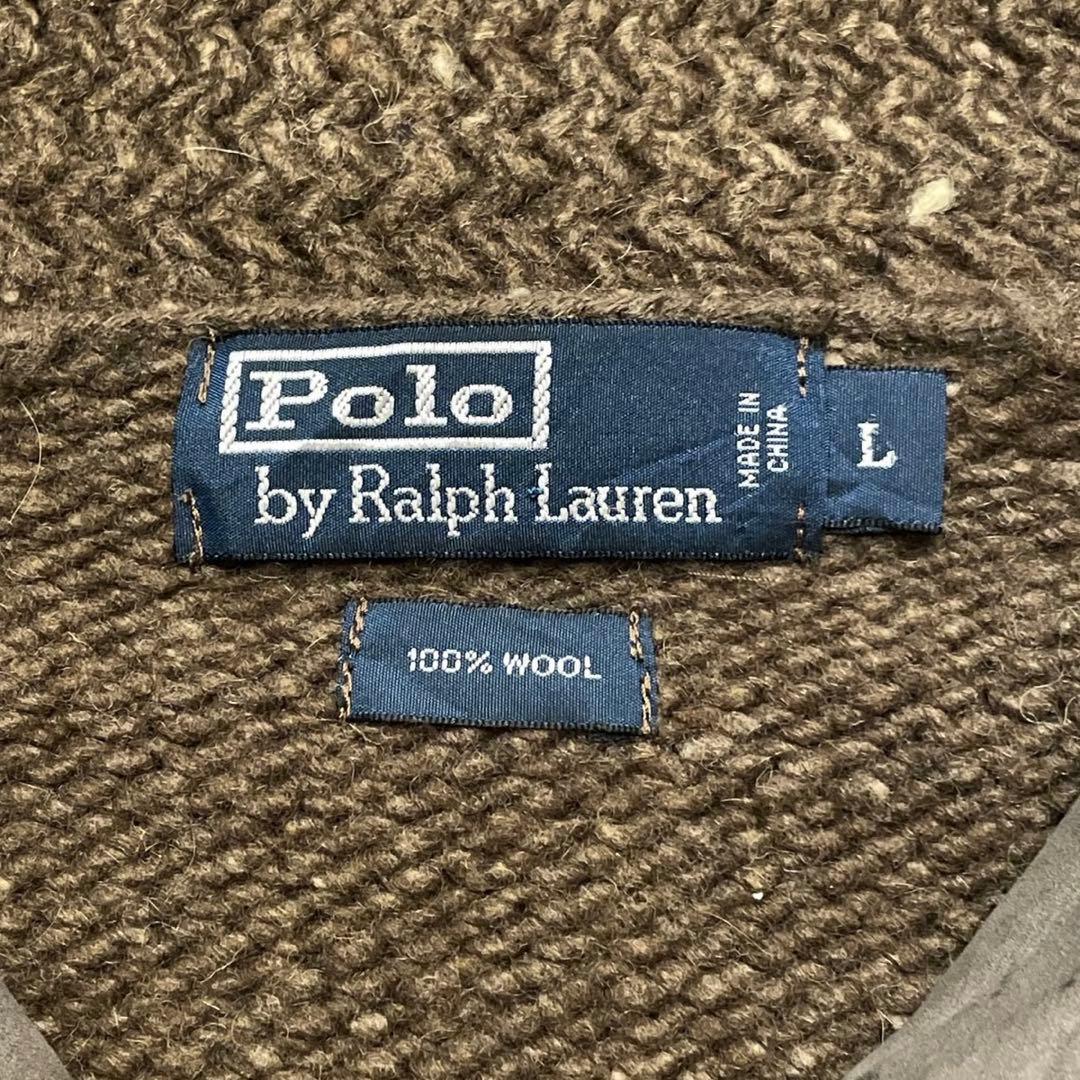 Polo
by Ralph Lauren
MADE IN
CHINA
L
100% WOOL